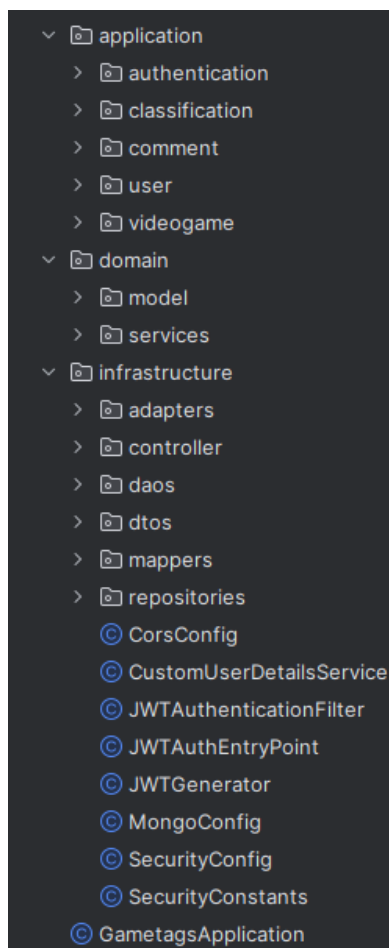 application
authentication
classification
comment
user
videogame
domain
model
services
infrastructure
adapters
controller
daos
dtos
mappers
repositories
CorsConfig
CustomUserDetailsService
JWTAuthenticationFilter
JWTAuthEntryPoint
JWTGenerator
MongoConfig
SecurityConfig
SecurityConstants
GametagsApplication